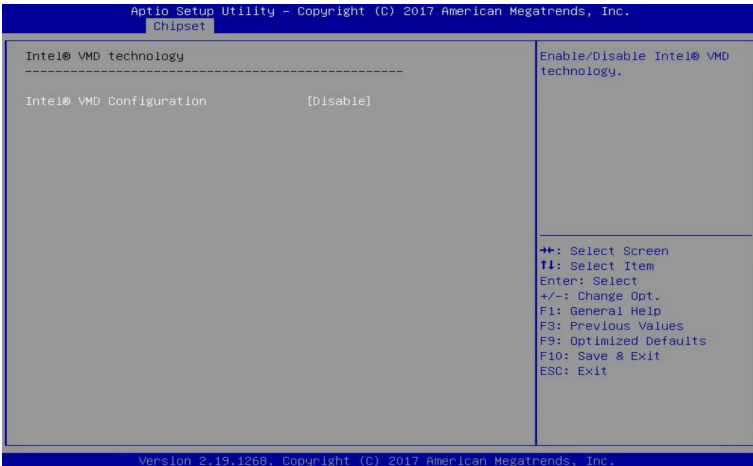 Aptio Setup Utility – Copyright (C) 2017 American Megatrends, Inc.
Chipset
Intel® VMD technology
------------------------------------------------
Intel® VMD Configuration [Disable]
Enable/Disable Intel® VMD
technology.
→←: Select Screen
↑↓: Select Item
Enter: Select
+/-: Change Opt.
F1: General Help
F3: Previous Values
F9: Optimized Defaults
F10: Save & Exit
ESC: Exit
Version 2.19.1268. Copyright (C) 2017 American Megatrends, Inc.